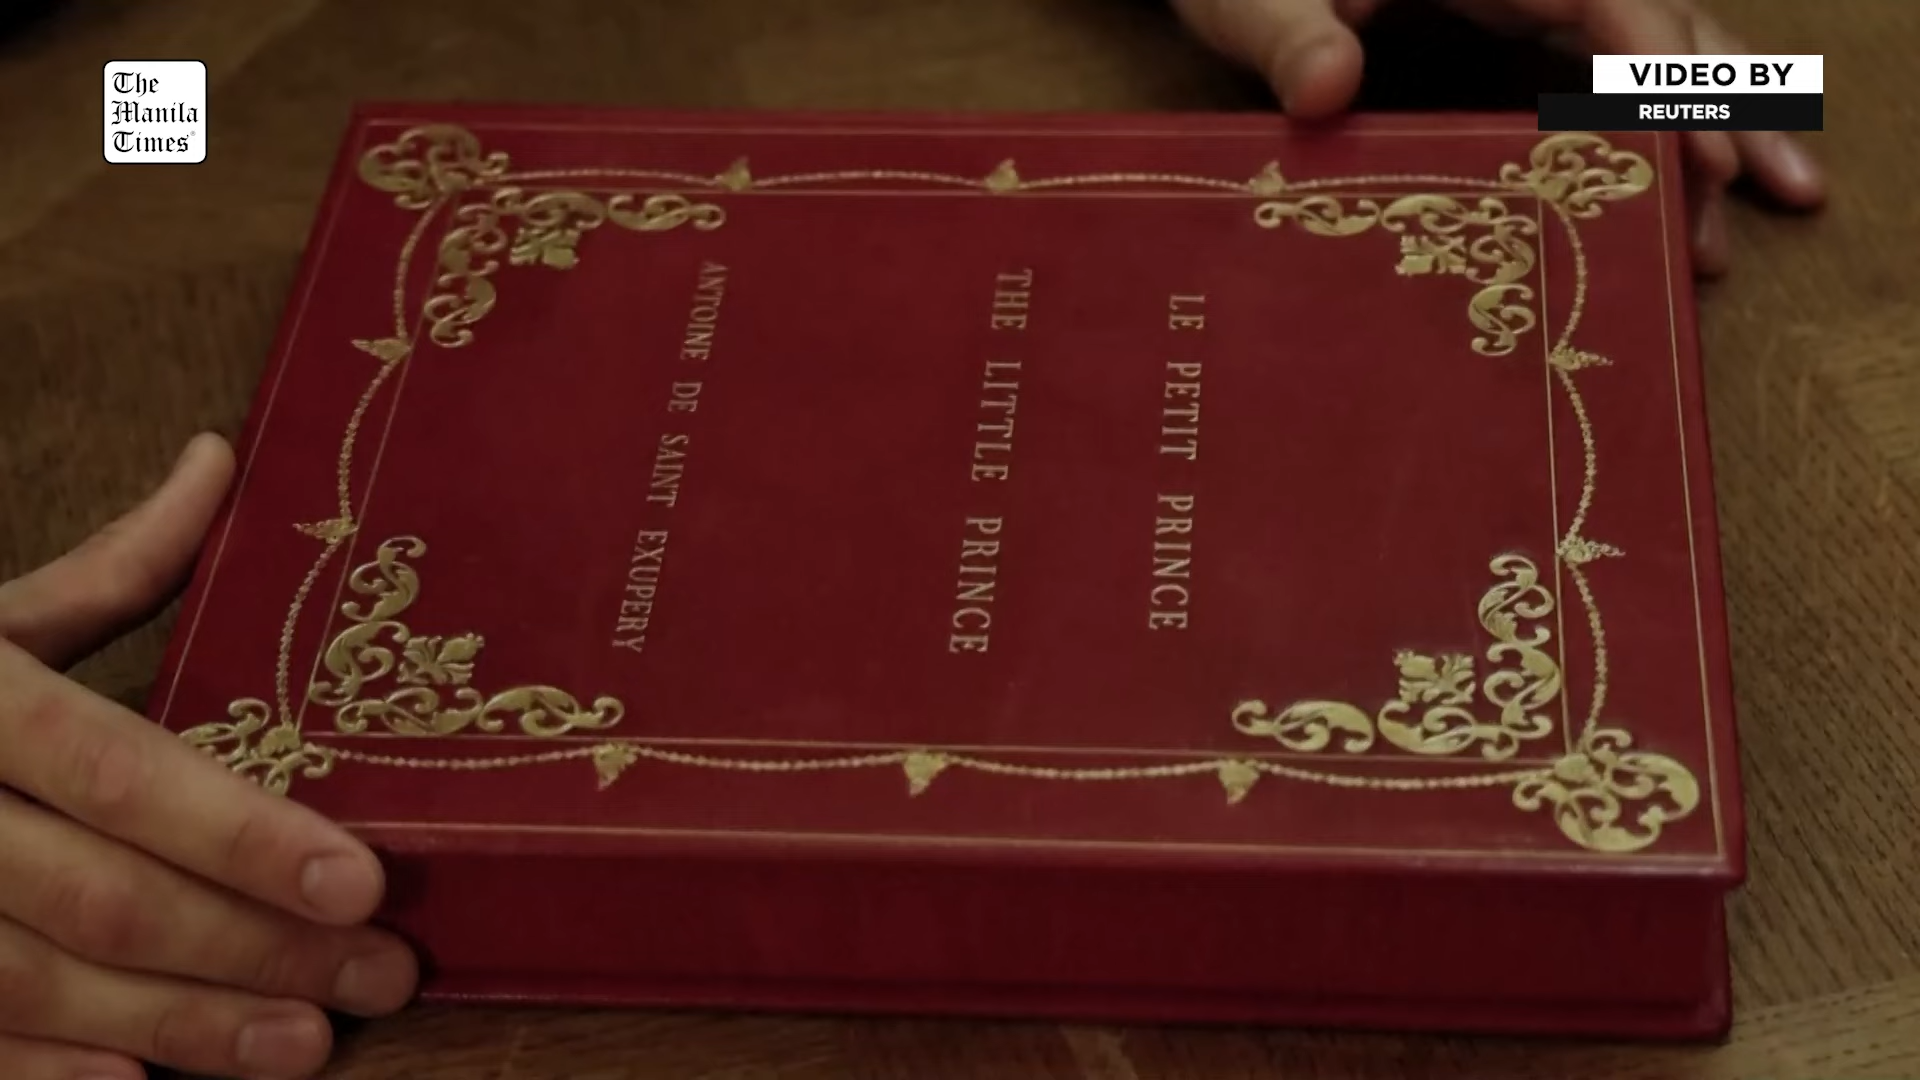 The
Manila
Times
VIDEO BY
REUTERS
LE PETIT PRINCE
THE LITTLE PRINCE
ANTOINE DE SAINT EXUPERY